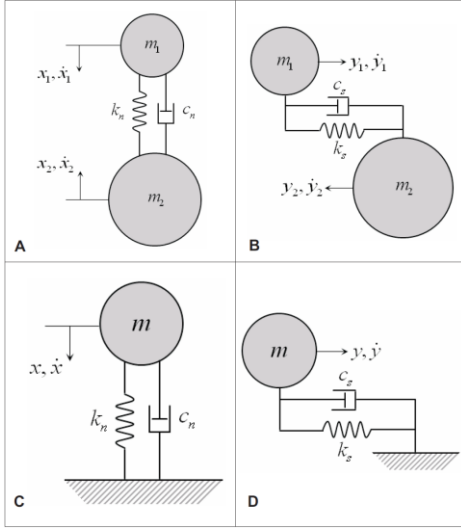 m₁
x₁, ẋ₁
kₙ
cₙ
x₂, ẋ₂
m₂
A
m₁
y₁, ẏ₁
cₛ
kₛ
y₂, ẏ₂
m₂
B
m
x, ẋ
kₙ
cₙ
C
m
y, ẏ
cₛ
kₛ
D